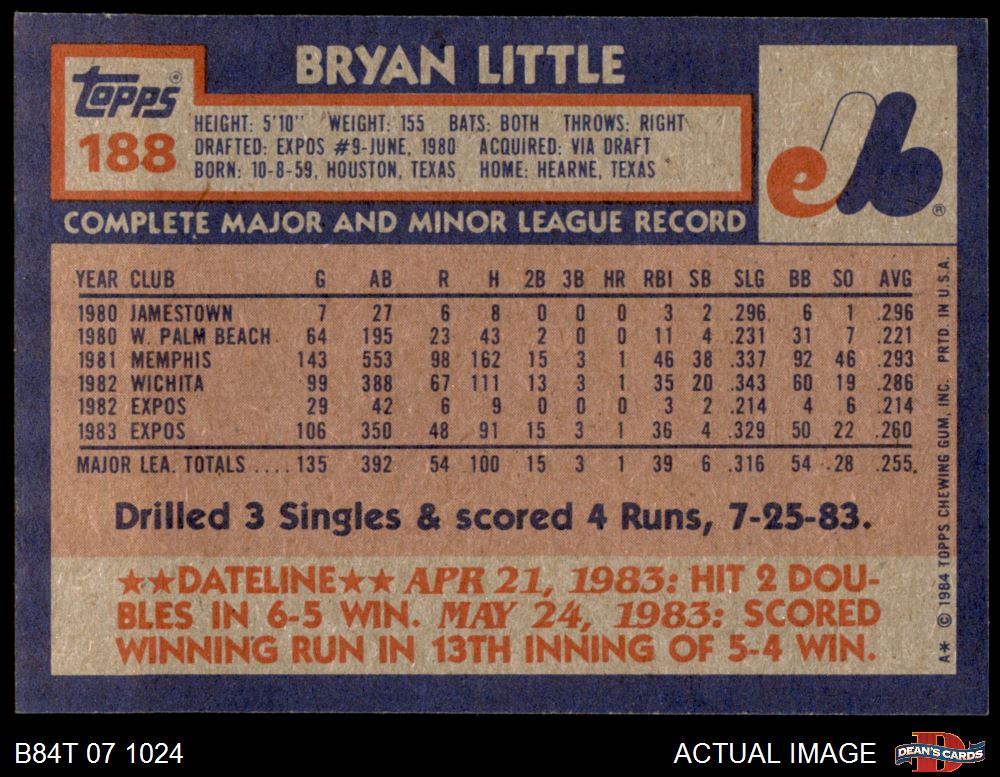 BRYAN LITTLE
Topps
188
HEIGHT: 5'10" WEIGHT: 155 BATS: BOTH THROWS: RIGHT
DRAFTED: EXPOS #9-JUNE, 1980 ACQUIRED: VIA DRAFT
BORN: 10-8-59, HOUSTON, TEXAS HOME: HEARNE, TEXAS
eb ®
COMPLETE MAJOR AND MINOR LEAGUE RECORD
YEAR CLUB G AB R H 2B 3B HR RBI SB SLG BB SO AVG
1980 JAMESTOWN 7 27 6 8 0 0 0 3 2 .296 6 1 .296
1980 W. PALM BEACH 64 195 23 43 2 0 0 11 4 .231 31 7 .221
1981 MEMPHIS 143 553 98 162 15 3 1 46 38 .337 92 46 .293
1982 WICHITA 99 388 67 111 13 3 1 35 20 .343 60 19 .286
1982 EXPOS 29 42 6 9 0 0 0 3 2 .214 4 6 .214
1983 EXPOS 106 350 48 91 15 3 1 36 4 .329 50 22 .260
MAJOR LEA. TOTALS .... 135 392 54 100 15 3 1 39 6 .316 54 28 .255
Drilled 3 Singles & scored 4 Runs, 7-25-83.
★★DATELINE★★ APR 21, 1983: HIT 2 DOU-
BLES IN 6-5 WIN. MAY 24, 1983: SCORED
WINNING RUN IN 13TH INNING OF 5-4 WIN.
A* © 1984 TOPPS CHEWING GUM, INC. PRTD. IN U.S.A.
B84T 07 1024
ACTUAL IMAGE
DEAN'S CARDS